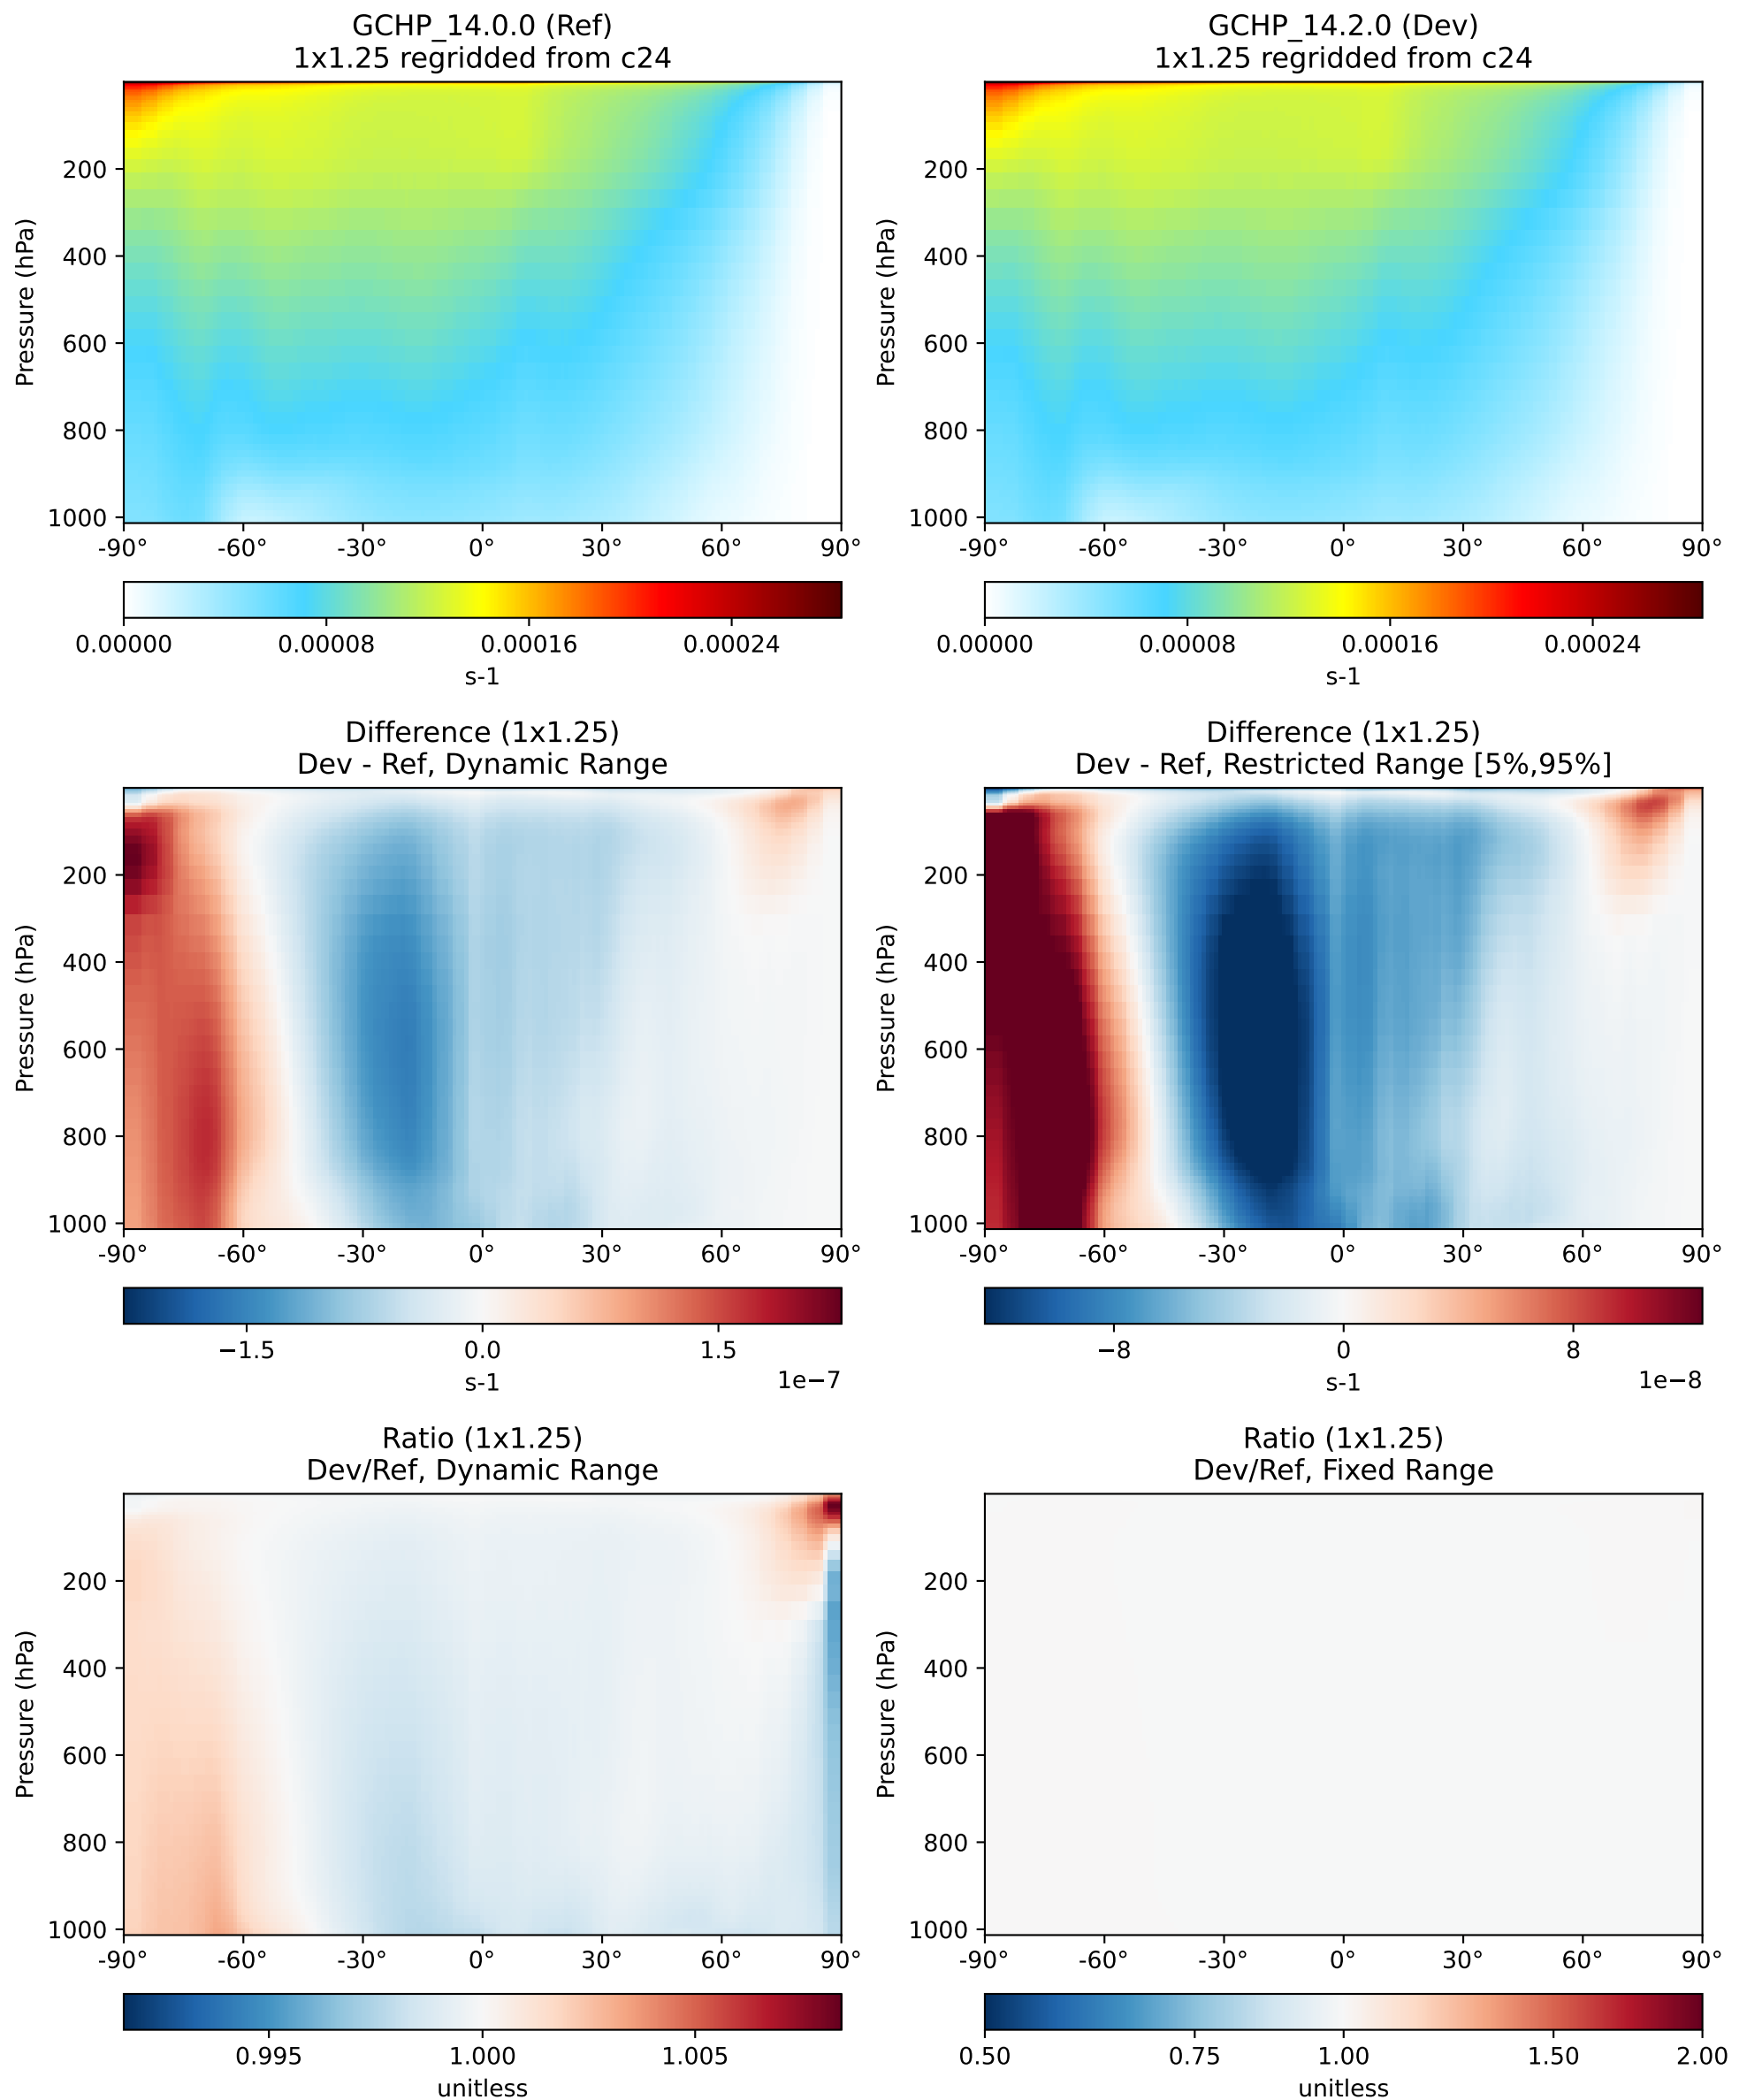 GCHP_14.0.0 (Ref)
1x1.25 regridded from c24
Pressure (hPa)
200
400
600
800
1000
-90° -60° -30° 0° 30° 60° 90°
0.00000 0.00008 0.00016 0.00024
s-1
GCHP_14.2.0 (Dev)
1x1.25 regridded from c24
Pressure (hPa)
200
400
600
800
1000
-90° -60° -30° 0° 30° 60° 90°
0.00000 0.00008 0.00016 0.00024
s-1
Difference (1x1.25)
Dev - Ref, Dynamic Range
Pressure (hPa)
200
400
600
800
1000
-90° -60° -30° 0° 30° 60° 90°
−1.5 0.0 1.5
s-1 1e−7
Difference (1x1.25)
Dev - Ref, Restricted Range [5%,95%]
Pressure (hPa)
200
400
600
800
1000
-90° -60° -30° 0° 30° 60° 90°
−8 0 8
s-1 1e−8
Ratio (1x1.25)
Dev/Ref, Dynamic Range
Pressure (hPa)
200
400
600
800
1000
-90° -60° -30° 0° 30° 60° 90°
0.995 1.000 1.005
unitless
Ratio (1x1.25)
Dev/Ref, Fixed Range
Pressure (hPa)
200
400
600
800
1000
-90° -60° -30° 0° 30° 60° 90°
0.50 0.75 1.00 1.50 2.00
unitless